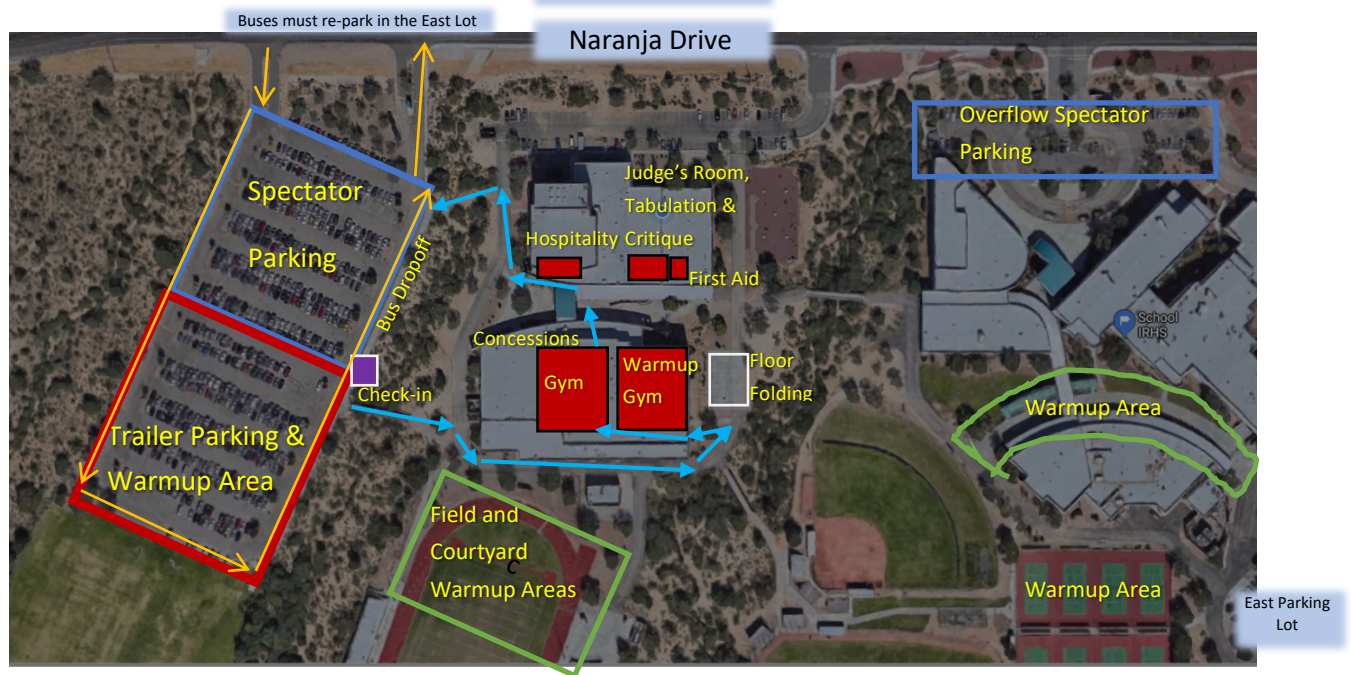 Buses must re-park in the East Lot
Naranja Drive
Overflow Spectator
Parking
Spectator
Parking
Judge's Room,
Tabulation &
Hospitality Critique
First Aid
Bus Dropoff
School
IRHS
Concessions
Gym
Warmup
Gym
Floor
Folding
Check-in
Warmup Area
Trailer Parking &
Warmup Area
Field and
Courtyard
C
Warmup Areas
Warmup Area
East Parking
Lot